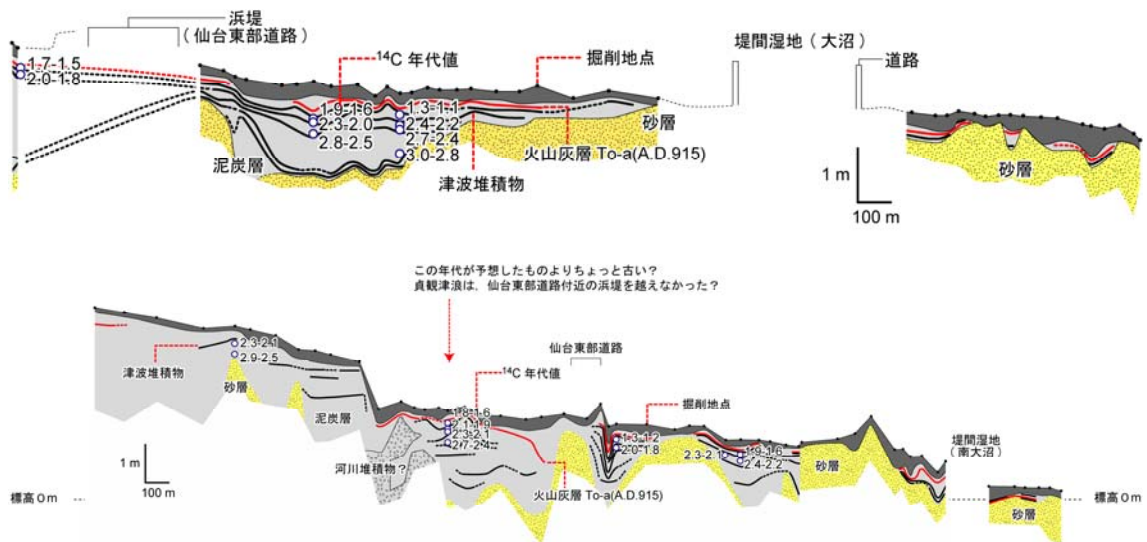 浜堤
(仙台東部道路)
1.7-1.5
2.0-1.8
¹⁴C 年代値
掘削地点
堤間湿地(大沼)
道路
1.9-1.6
2.3-2.0
2.8-2.5
1.3-1.1
2.4-2.2
2.7-2.4
3.0-2.8
泥炭層
砂層
火山灰層 To-a(A.D.915)
津波堆積物
砂層
1 m
100 m
この年代が予想したものよりちょっと古い?
貞観津浪は、仙台東部道路付近の浜堤を越えなかった?
仙台東部道路
2.3-2.1
2.9-2.5
津波堆積物
砂層
泥炭層
¹⁴C 年代値
掘削地点
1.8-1.6
2.1-1.9
2.3-2.1
2.7-2.4
1.3-1.2
2.0-1.8
2.3-2.1
1.9-1.6
2.4-2.2
砂層
堤間湿地
(南大沼)
河川堆積物?
1 m
100 m
火山灰層 To-a(A.D.915)
標高0m
標高0m
砂層